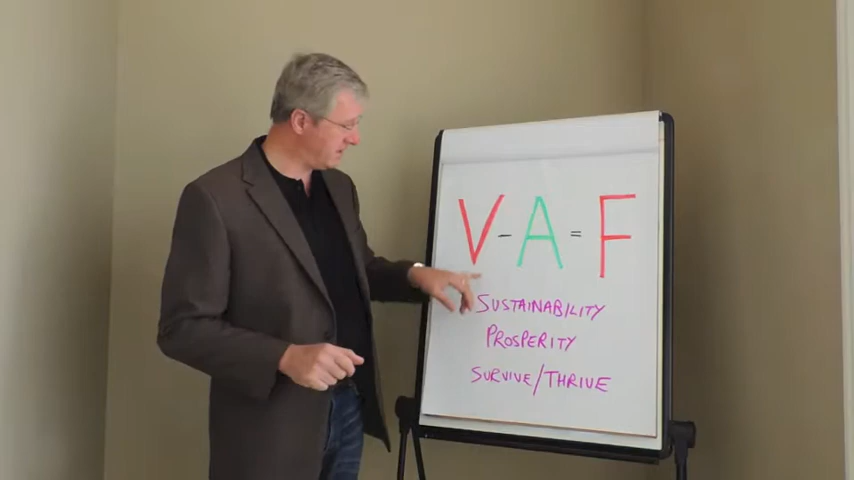 V - A = F
SUSTAINABILITY
PROSPERITY
SURVIVE/THRIVE